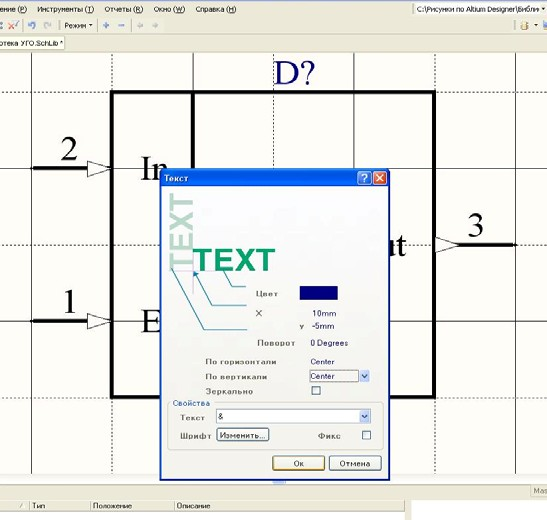 ение (P) Инструменты (T) Отчеты (R) Окно (W) Справка (H) C:\Рисунки по Altium Designer\Библи
Режим
отека УГО.SchLib *
D?
2
In
TEXT
TEXT
3
ut
1
E
Текст
Цвет
X 10mm
y -5mm
Поворот 0 Degrees
По горизонтали Center
По вертикали Center
Зеркально
Свойства
Текст &
Шрифт Изменить... Фикс
Ок Отмена
Mas
Тип Положение Описание